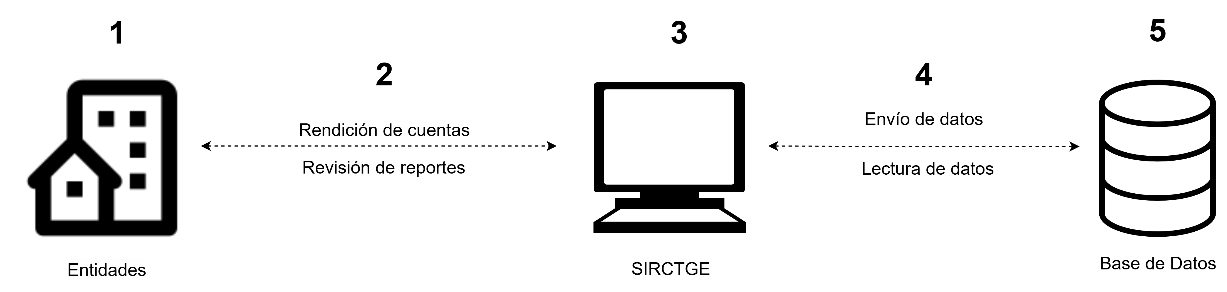 1
2
3
4
5
Rendición de cuentas
Revisión de reportes
Envío de datos
Lectura de datos
Entidades
SIRCTGE
Base de Datos